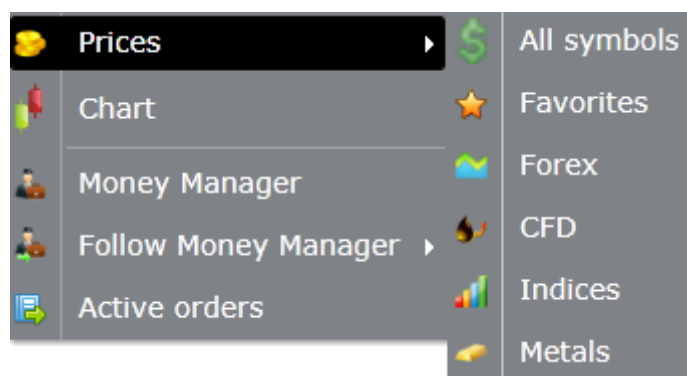 Prices
Chart
Money Manager
Follow Money Manager
Active orders
All symbols
Favorites
Forex
CFD
Indices
Metals